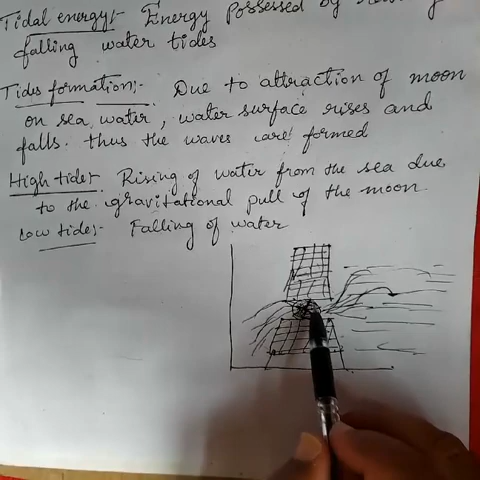 Tidal energy:- Energy Possessed by
falling water tides
Tides formation:- Due to attraction of moon
on sea water, water surface rises and
falls. thus the waves are formed
High tide:- Rising of water from the sea due
to the gravitational pull of the moon
Low tide:- Falling of water